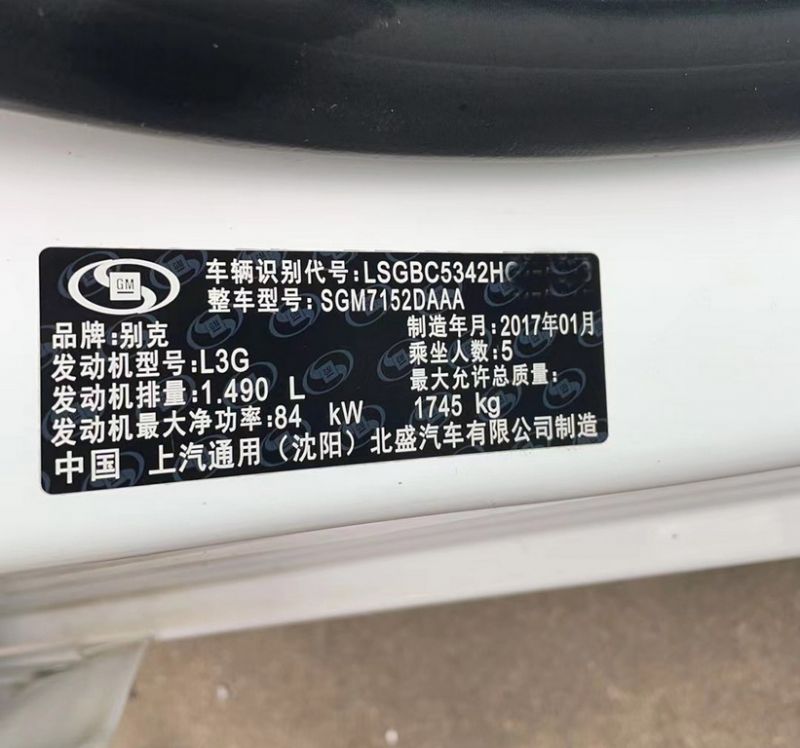 GM
车辆识别代号:LSGBC5342H
整车型号:SGM7152DAAA
品牌:别克
制造年月:2017年01月
发动机型号:L3G
乘坐人数:5
发动机排量:1.490 L
最大允许总质量:
发动机最大净功率:84 kW
1745 kg
中国 上汽通用（沈阳）北盛汽车有限公司制造